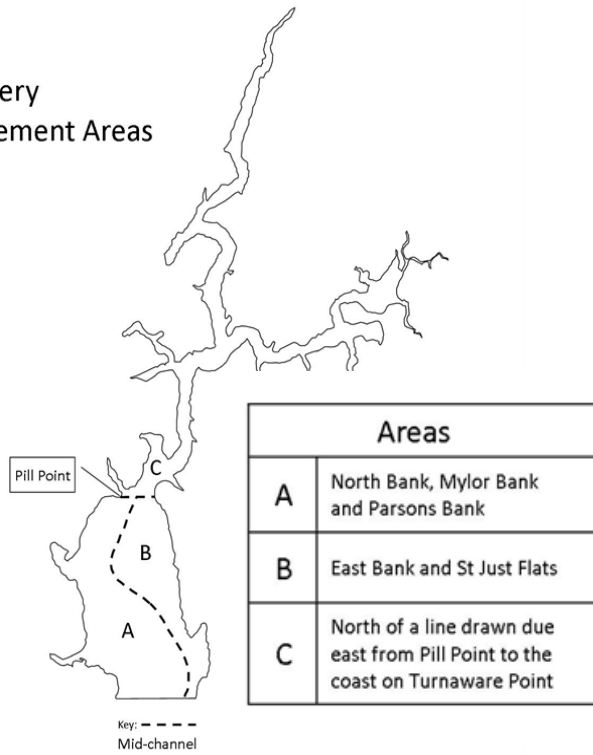 ery
ement Areas
Pill Point
C
B
A
Areas
A
North Bank, Mylor Bank
and Parsons Bank
B
East Bank and St Just Flats
C
North of a line drawn due
east from Pill Point to the
coast on Turnaware Point
Key:
Mid-channel